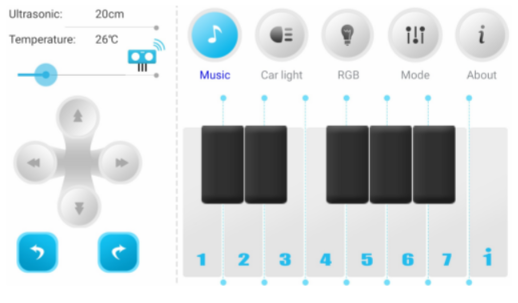 Ultrasonic: 20cm
Temperature: 26℃
Music Car light RGB Mode About
1 2 3 4 5 6 7 i